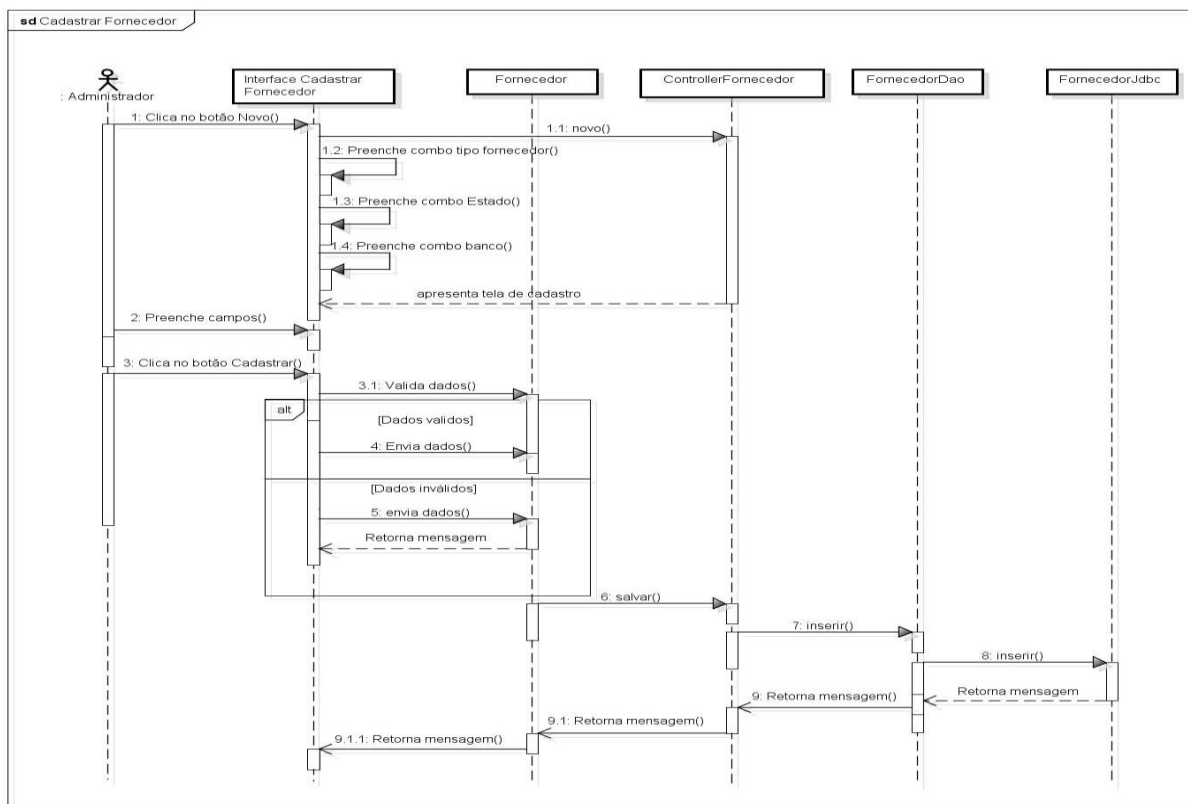 sd Cadastrar Fornecedor
: Administrador
Interface Cadastrar
Fornecedor
Fornecedor
ControllerFornecedor
FornecedorDao
FornecedorJdbc
1: Clica no botão Novo()
1.1: novo()
1.2: Preenche combo tipo fornecedor()
1.3: Preenche combo Estado()
1.4: Preenche combo banco()
apresenta tela de cadastro
2: Preenche campos()
3: Clica no botão Cadastrar()
3.1: Valida dados()
alt
[Dados validos]
4: Envia dados()
[Dados inválidos]
5: envia dados()
Retorna mensagem
6: salvar()
7: inserir()
8: inserir()
Retorna mensagem
9: Retorna mensagem()
9.1: Retorna mensagem()
9.1.1: Retorna mensagem()